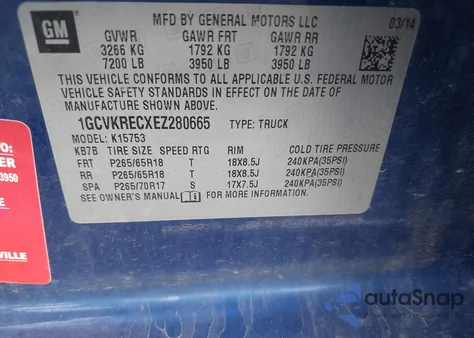 GM
MFD BY GENERAL MOTORS LLC
03/14
GVWR GAWR FRT GAWR RR
3266 KG 1792 KG 1792 KG
7200 LB 3950 LB 3950 LB
THIS VEHICLE CONFORMS TO ALL APPLICABLE U.S. FEDERAL MOTOR
VEHICLE SAFETY STANDARDS IN EFFECT ON THE DATE OF
MANUFACTURE SHOWN ABOVE.
1GCVKRECXEZ280665 TYPE: TRUCK
MODEL: K15753
KB7B TIRE SIZE SPEED RTG RIM COLD TIRE PRESSURE
FRT P265/65R18 T 18X8.5J 240KPA(35PSI)
RR P265/65R18 T 18X8.5J 240KPA(35PSI)
SPA P265/70R17 S 17X7.5J 240KPA(35PSI)
SEE OWNER'S MANUAL FOR MORE INFORMATION.
ER
3950
VILLE
autoSnap